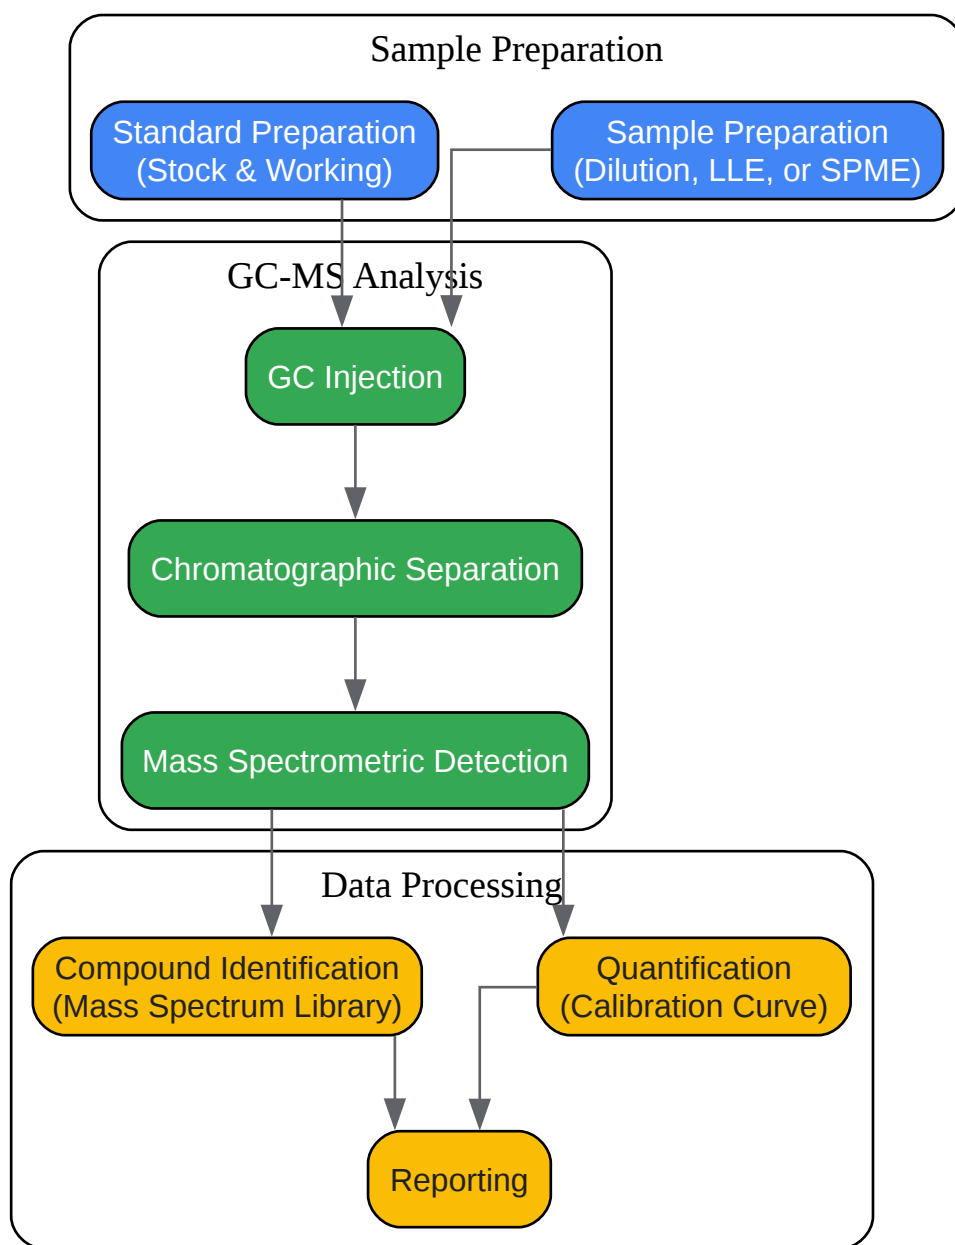 Sample Preparation
Standard Preparation
(Stock & Working)
Sample Preparation
(Dilution, LLE, or SPME)
GC-MS Analysis
GC Injection
Chromatographic Separation
Mass Spectrometric Detection
Data Processing
Compound Identification
(Mass Spectrum Library)
Quantification
(Calibration Curve)
Reporting